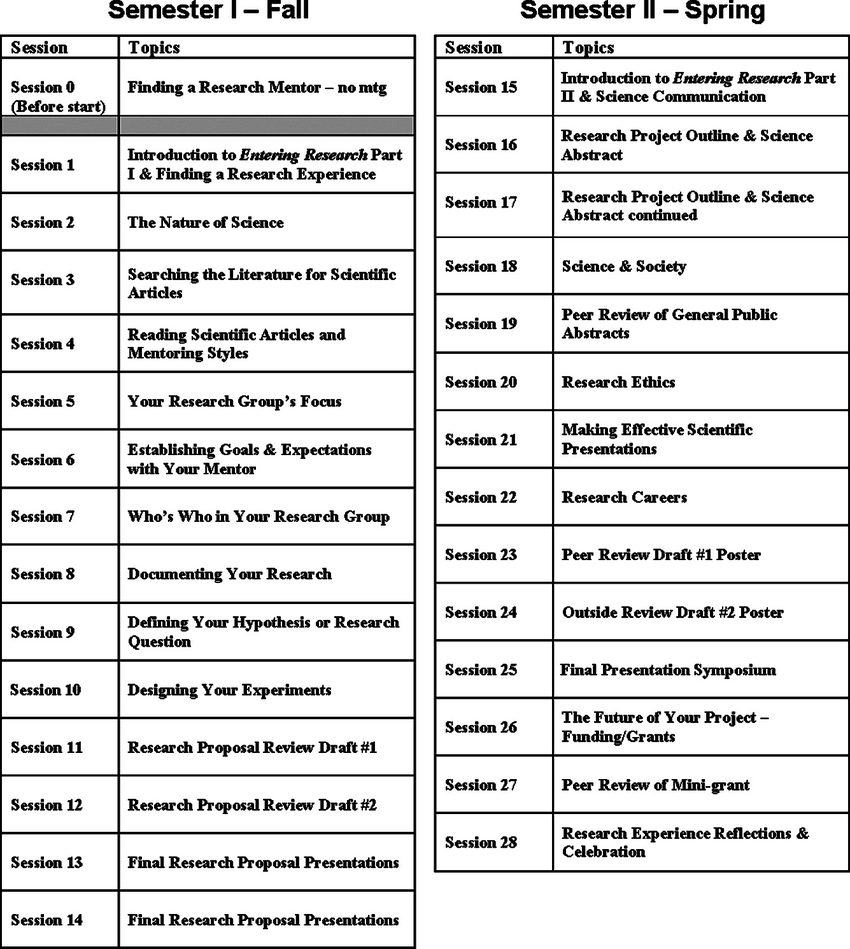 Semester I – Fall
Session Topics
Session 0
(Before start)
Finding a Research Mentor – no mtg
Session 1
Introduction to Entering Research Part
I & Finding a Research Experience
Session 2
The Nature of Science
Session 3
Searching the Literature for Scientific
Articles
Session 4
Reading Scientific Articles and
Mentoring Styles
Session 5
Your Research Group's Focus
Session 6
Establishing Goals & Expectations
with Your Mentor
Session 7
Who's Who in Your Research Group
Session 8
Documenting Your Research
Session 9
Defining Your Hypothesis or Research
Question
Session 10
Designing Your Experiments
Session 11
Research Proposal Review Draft #1
Session 12
Research Proposal Review Draft #2
Session 13
Final Research Proposal Presentations
Session 14
Final Research Proposal Presentations
Semester II – Spring
Session Topics
Session 15
Introduction to Entering Research Part
II & Science Communication
Session 16
Research Project Outline & Science
Abstract
Session 17
Research Project Outline & Science
Abstract continued
Session 18
Science & Society
Session 19
Peer Review of General Public
Abstracts
Session 20
Research Ethics
Session 21
Making Effective Scientific
Presentations
Session 22
Research Careers
Session 23
Peer Review Draft #1 Poster
Session 24
Outside Review Draft #2 Poster
Session 25
Final Presentation Symposium
Session 26
The Future of Your Project –
Funding/Grants
Session 27
Peer Review of Mini-grant
Session 28
Research Experience Reflections &
Celebration